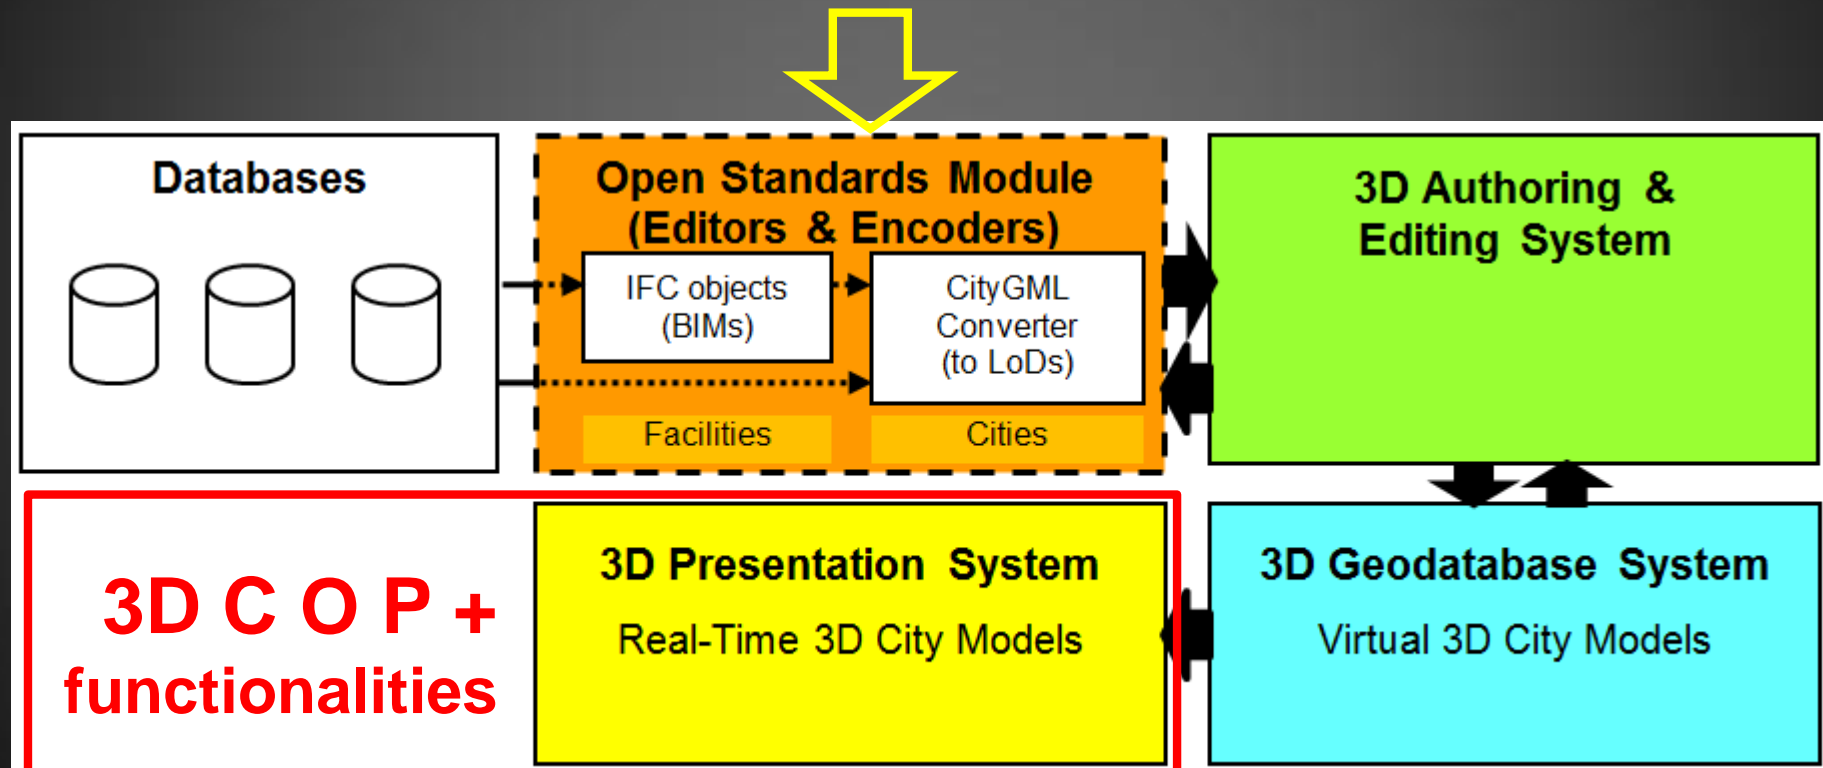 Databases
Open Standards Module
(Editors & Encoders)
IFC objects
(BIMs)
CityGML
Converter
(to LoDs)
Facilities
Cities
3D Authoring &
Editing System
3D C O P +
functionalities
3D Presentation System
Real-Time 3D City Models
3D Geodatabase System
Virtual 3D City Models